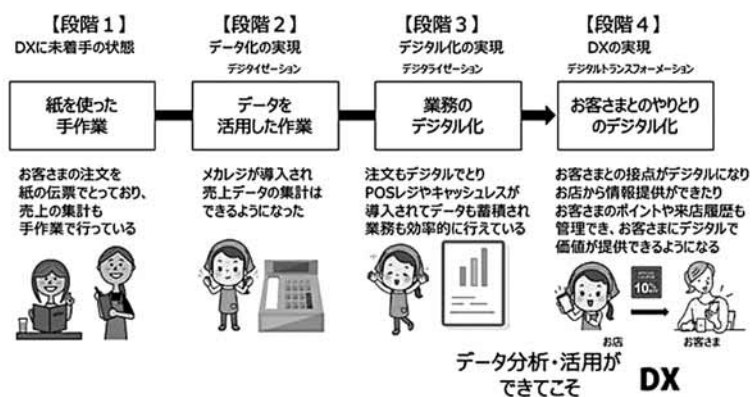 【段階1】
DXに未着手の状態
紙を使った
手作業
お客さまの注文を
紙の伝票でとっており、
売上の集計も
手作業で行っている
【段階2】
データ化の実現
デジタイゼーション
データを
活用した作業
メカレジが導入され
売上データの集計は
できるようになった
【段階3】
デジタル化の実現
デジタライゼーション
業務の
デジタル化
注文もデジタルでとり
POSレジやキャッシュレスが
導入されてデータも蓄積され
業務も効率的に行えている
【段階4】
DXの実現
デジタルトランスフォーメーション
お客さまとのやりとり
のデジタル化
お客さまとの接点がデジタルになり
お店から情報提供ができたり
お客さまのポイントや来店履歴も
管理でき、お客さまにデジタルで
価値が提供できるようになる
10%
お店
お客さま
データ分析・活用が
できてこそ
DX